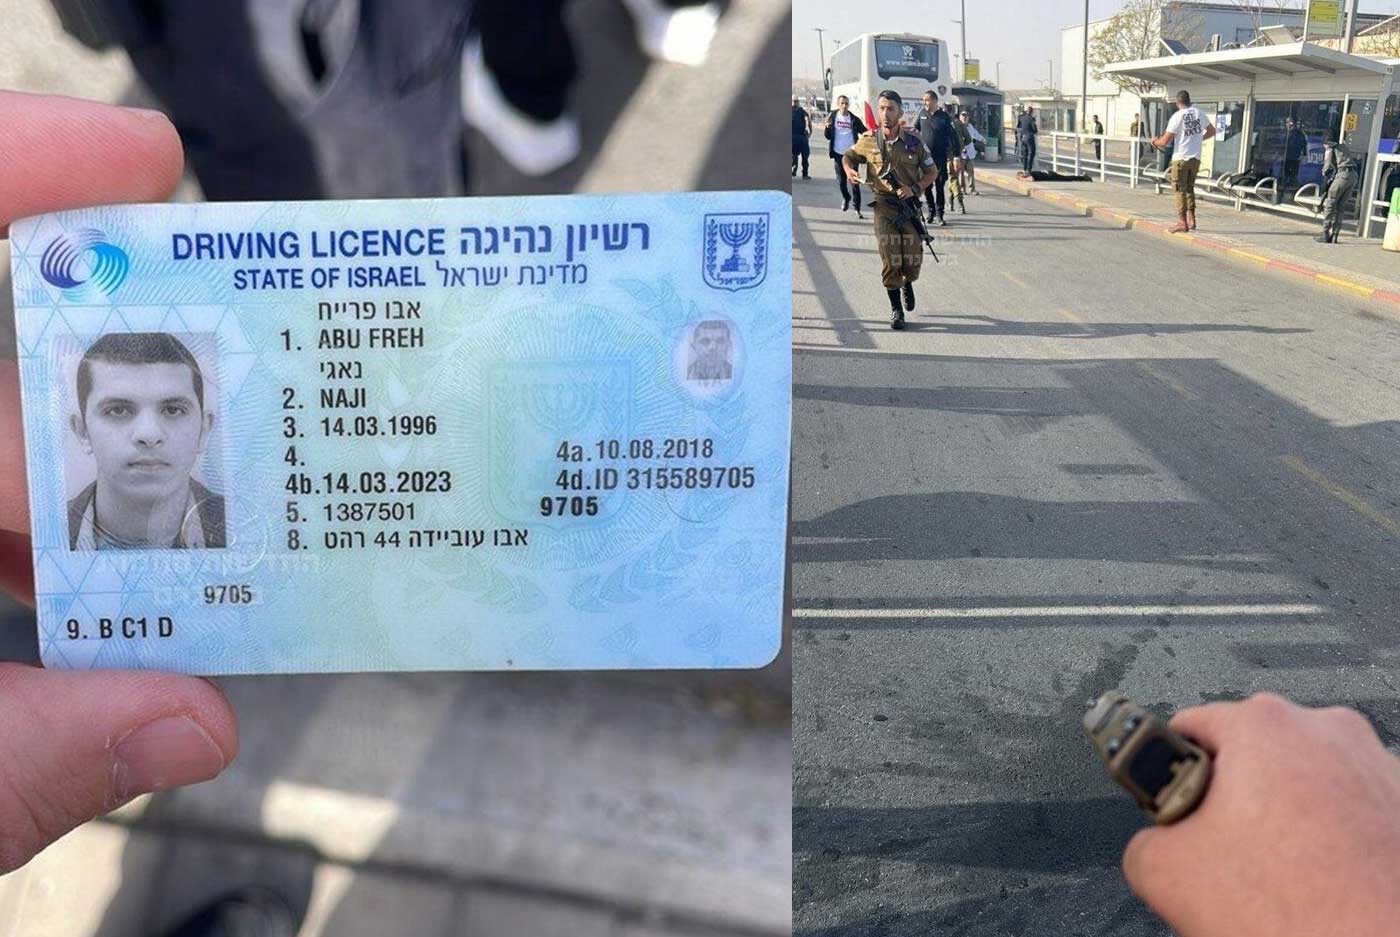 DRIVING LICENCE רשיון נהיגה
STATE OF ISRAEL מדינת ישראל
ישראל
אבו פרייח
1. ABU FREH
נאגי
2. NAJI
3. 14.03.1996
4.
4a. 10.08.2018
4b. 14.03.2023
4d. ID 315589705
5. 1387501
9705
8. אבו עוביידה 44 רהט
9705
9. B C1 D